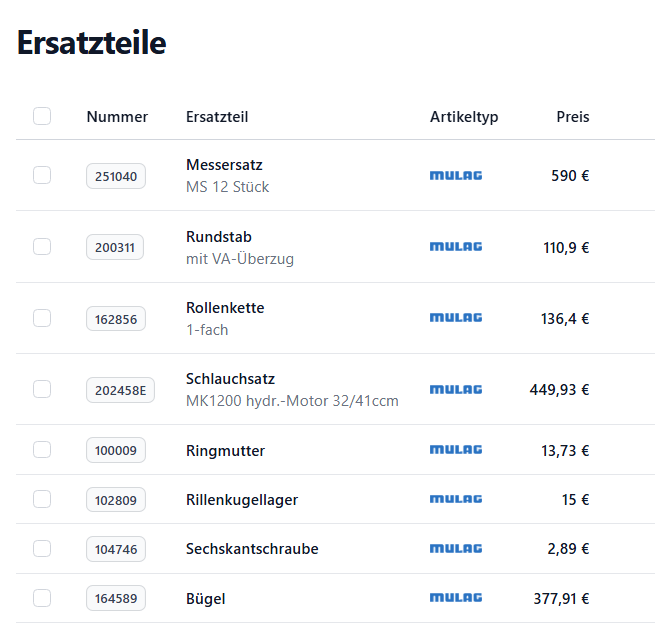 Ersatzteile
Nummer Ersatzteil Artikeltyp Preis
251040 Messersatz MULAG 590 €
MS 12 Stück
200311 Rundstab MULAG 110,9 €
mit VA-Überzug
162856 Rollenkette MULAG 136,4 €
1-fach
202458E Schlauchsatz MULAG 449,93 €
MK1200 hydr.-Motor 32/41ccm
100009 Ringmutter MULAG 13,73 €
102809 Rillenkugellager MULAG 15 €
104746 Sechskantschraube MULAG 2,89 €
164589 Bügel MULAG 377,91 €